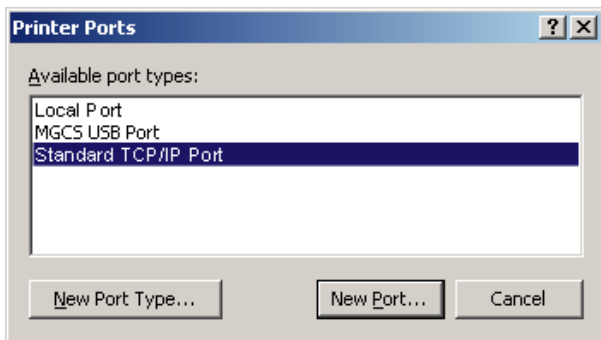 Printer Ports
Available port types:
Local Port
MGCS USB Port
Standard TCP/IP Port
New Port Type... New Port... Cancel